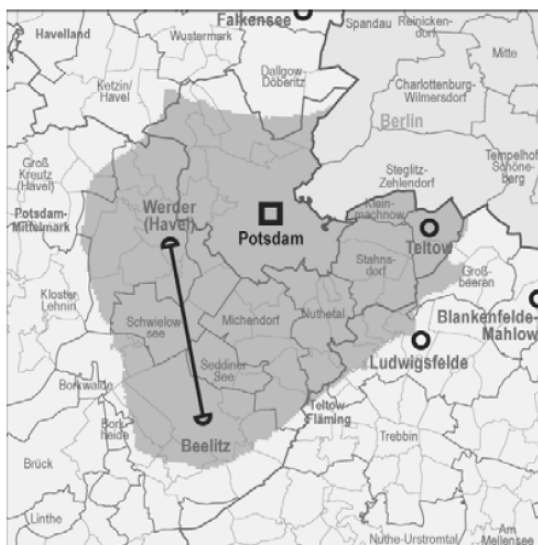 Falkensee
Spandau
Reinicken-
dorf
Havelland
Wustermark
Mitte
Dallgow-
Döberitz
Ketzin/
Havel
Charlottenburg-
Wilmersdorf
Berlin
Groß
Kreutz
(Havel)
Steglitz-
Zehlendorf
Tempelhof
Schöne-
berg
Potsdam-
Mittelmark
Werder
(Havel)
Klein-
machnow
Potsdam
Teltow
Stahns-
dorf
Groß-
beeren
Kloster
Lehnin
Schwielow-
see
Michendorf
Nuthetal
Blankenfelde-
Mahlow
Seddiner
See
Ludwigsfelde
Borkwalde
Bork-
heide
Beelitz
Teltow-
Fläming
Trebbin
Brück
Linthe
Nuthe-Urstromtal
Am
Mellensee